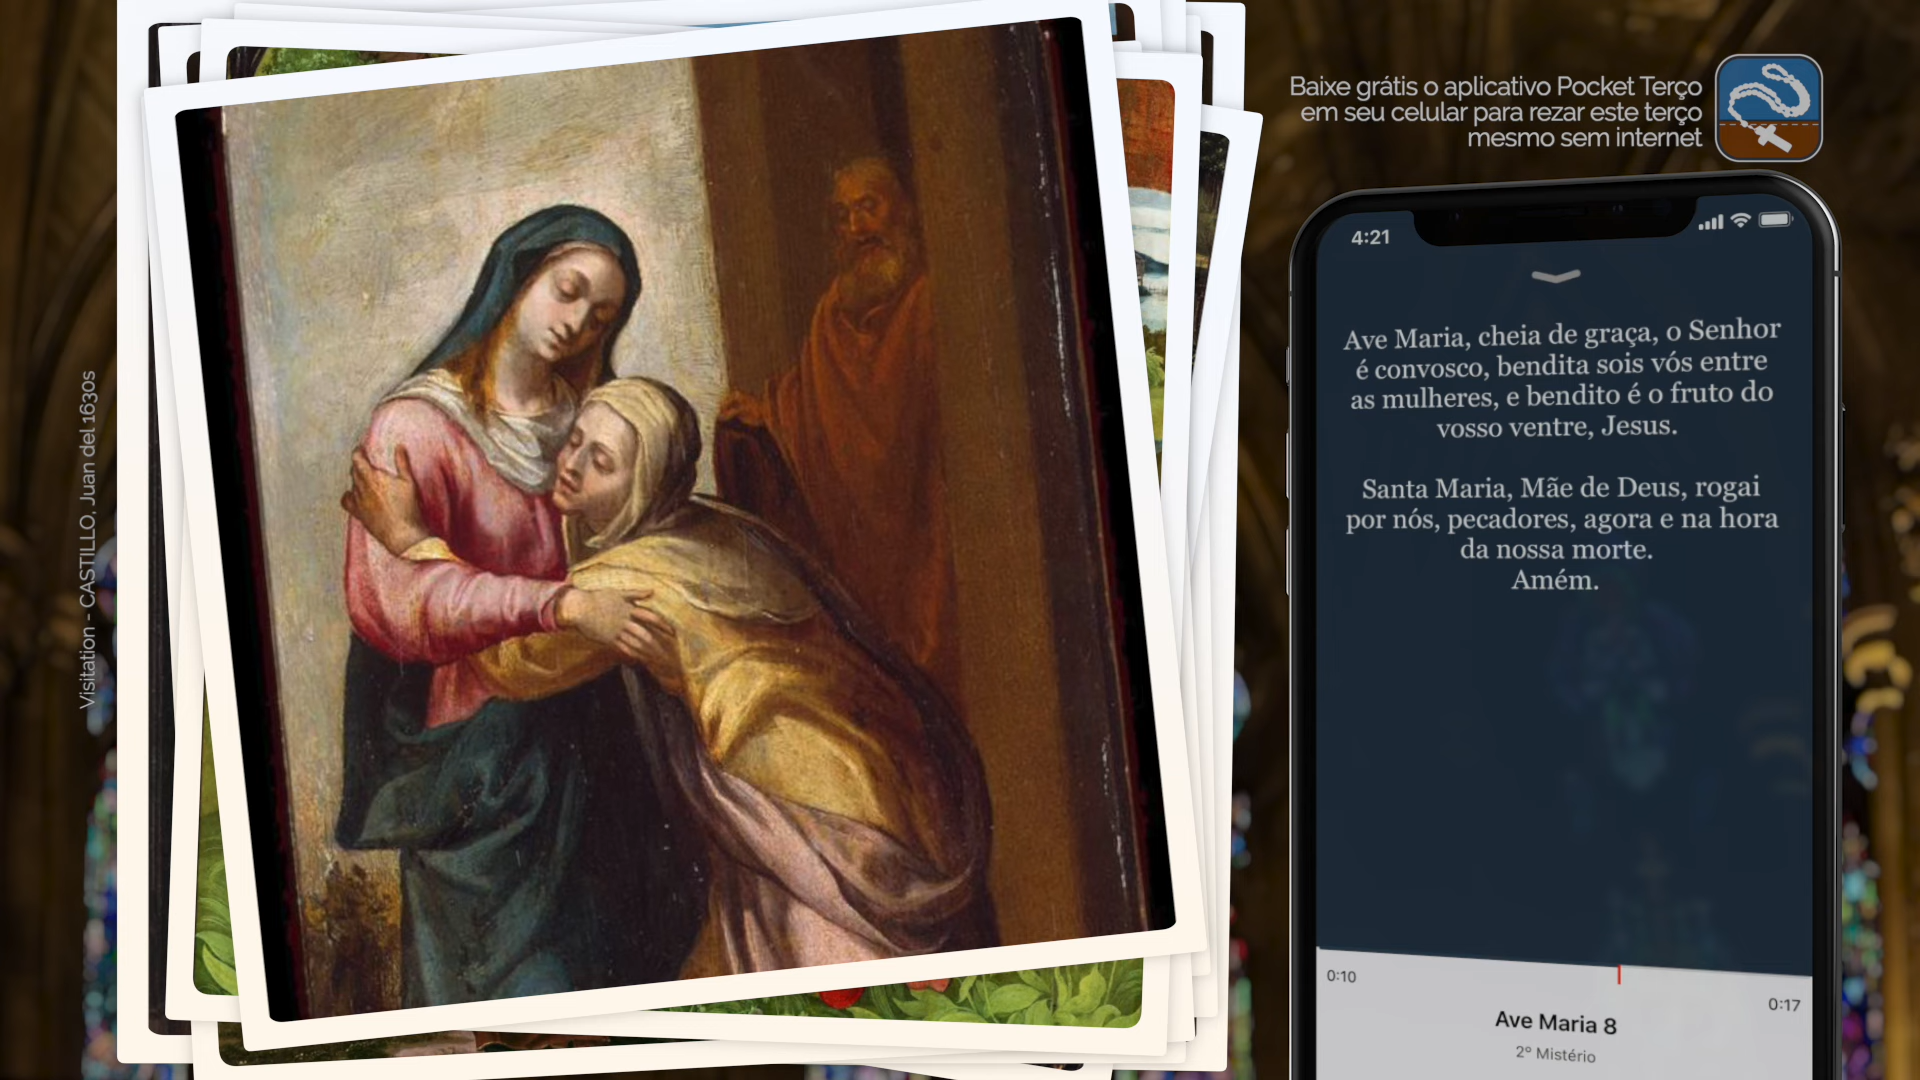 Baixe grátis o aplicativo Pocket Terço
em seu celular para rezar este terço
mesmo sem internet
4:21
Ave Maria, cheia de graça, o Senhor
é convosco, bendita sois vós entre
as mulheres, e bendito é o fruto do
vosso ventre, Jesus.
Santa Maria, Mãe de Deus, rogai
por nós, pecadores, agora e na hora
da nossa morte.
Amém.
0:10
0:17
Ave Maria 8
2º Mistério
Visitation - CASTILLO, Juan del 1630s